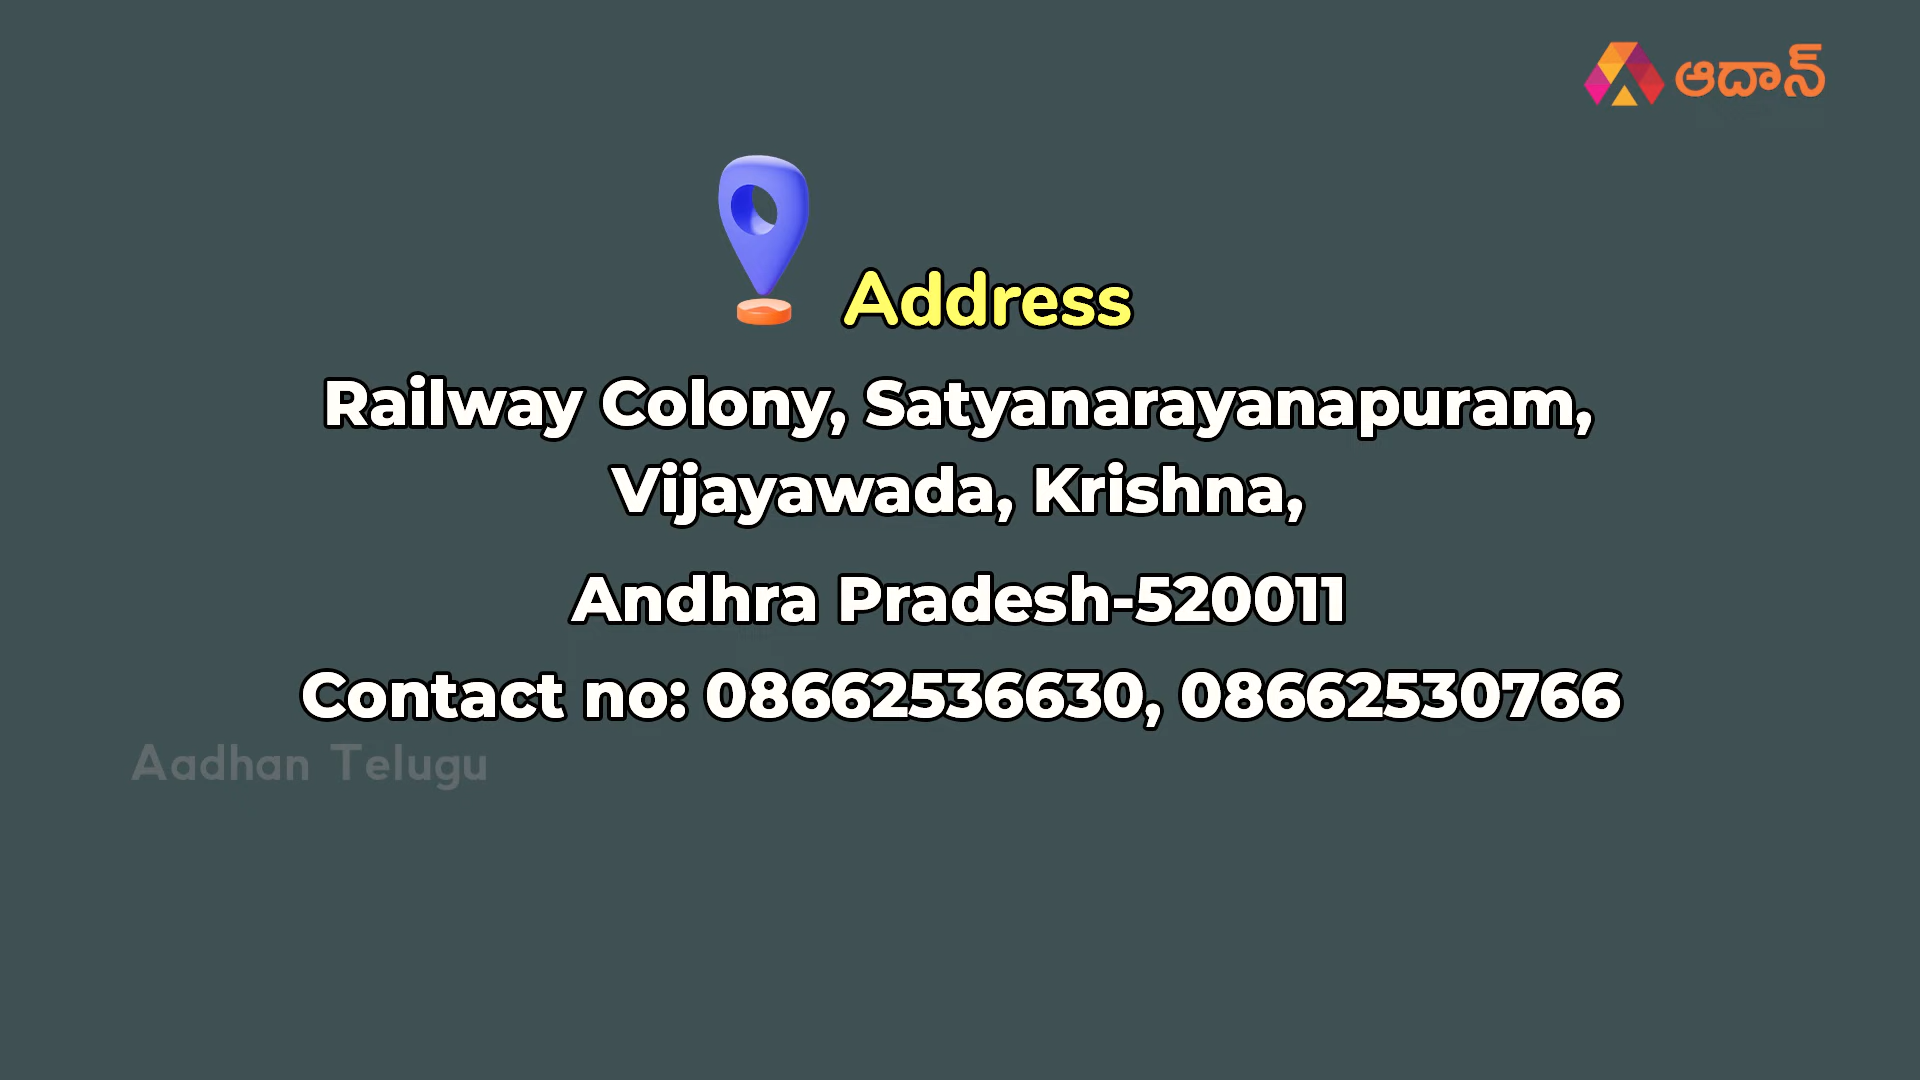 ఆదాన్
Address
Railway Colony, Satyanarayanapuram,
Vijayawada, Krishna,
Andhra Pradesh-520011
Contact no: 08662536630, 08662530766
Aadhan Telugu